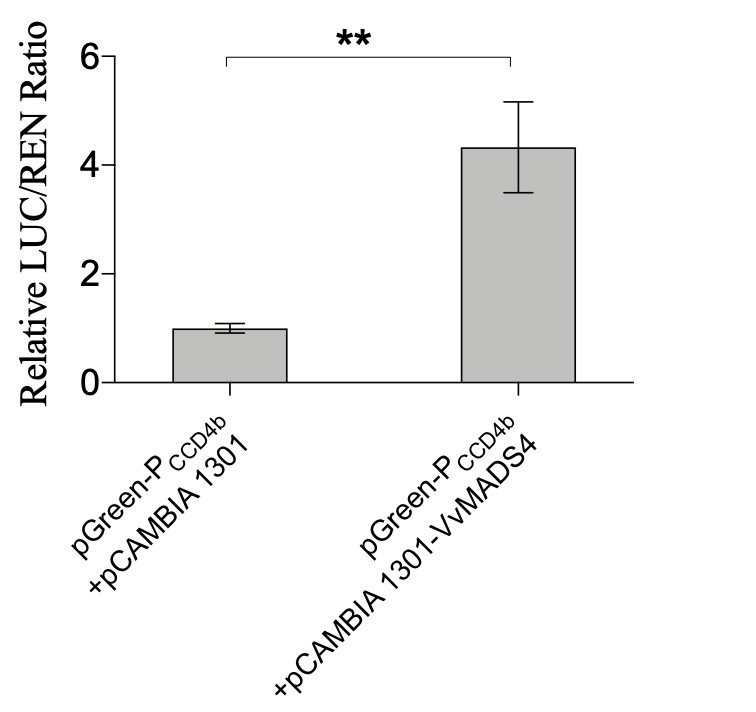 **
Relative LUC/REN Ratio
6
4
2
0
pGreen-P CCD4b
+pCAMBIA 1301
pGreen-P CCD4b
+pCAMBIA 1301-VvMADS4